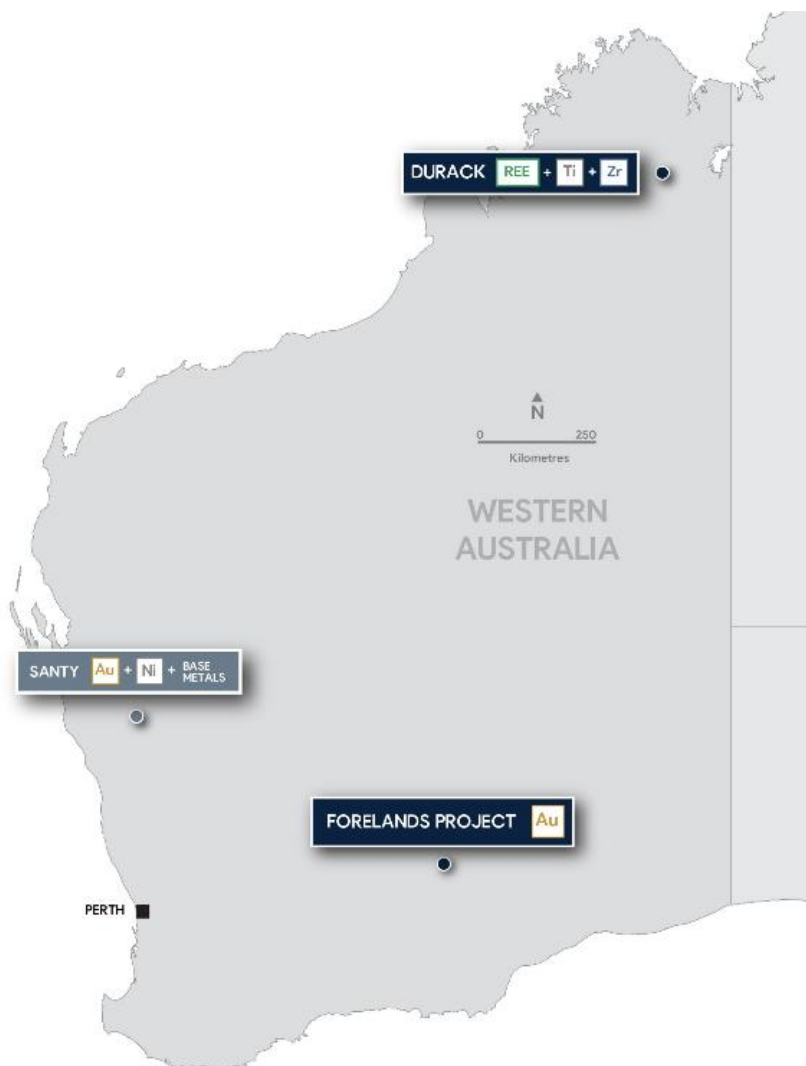 DURACK REE + Ti + Zr
N
0 250
Kilometres
WESTERN
AUSTRALIA
SANTY Au + Ni + BASE
METALS
FORELANDS PROJECT Au
PERTH